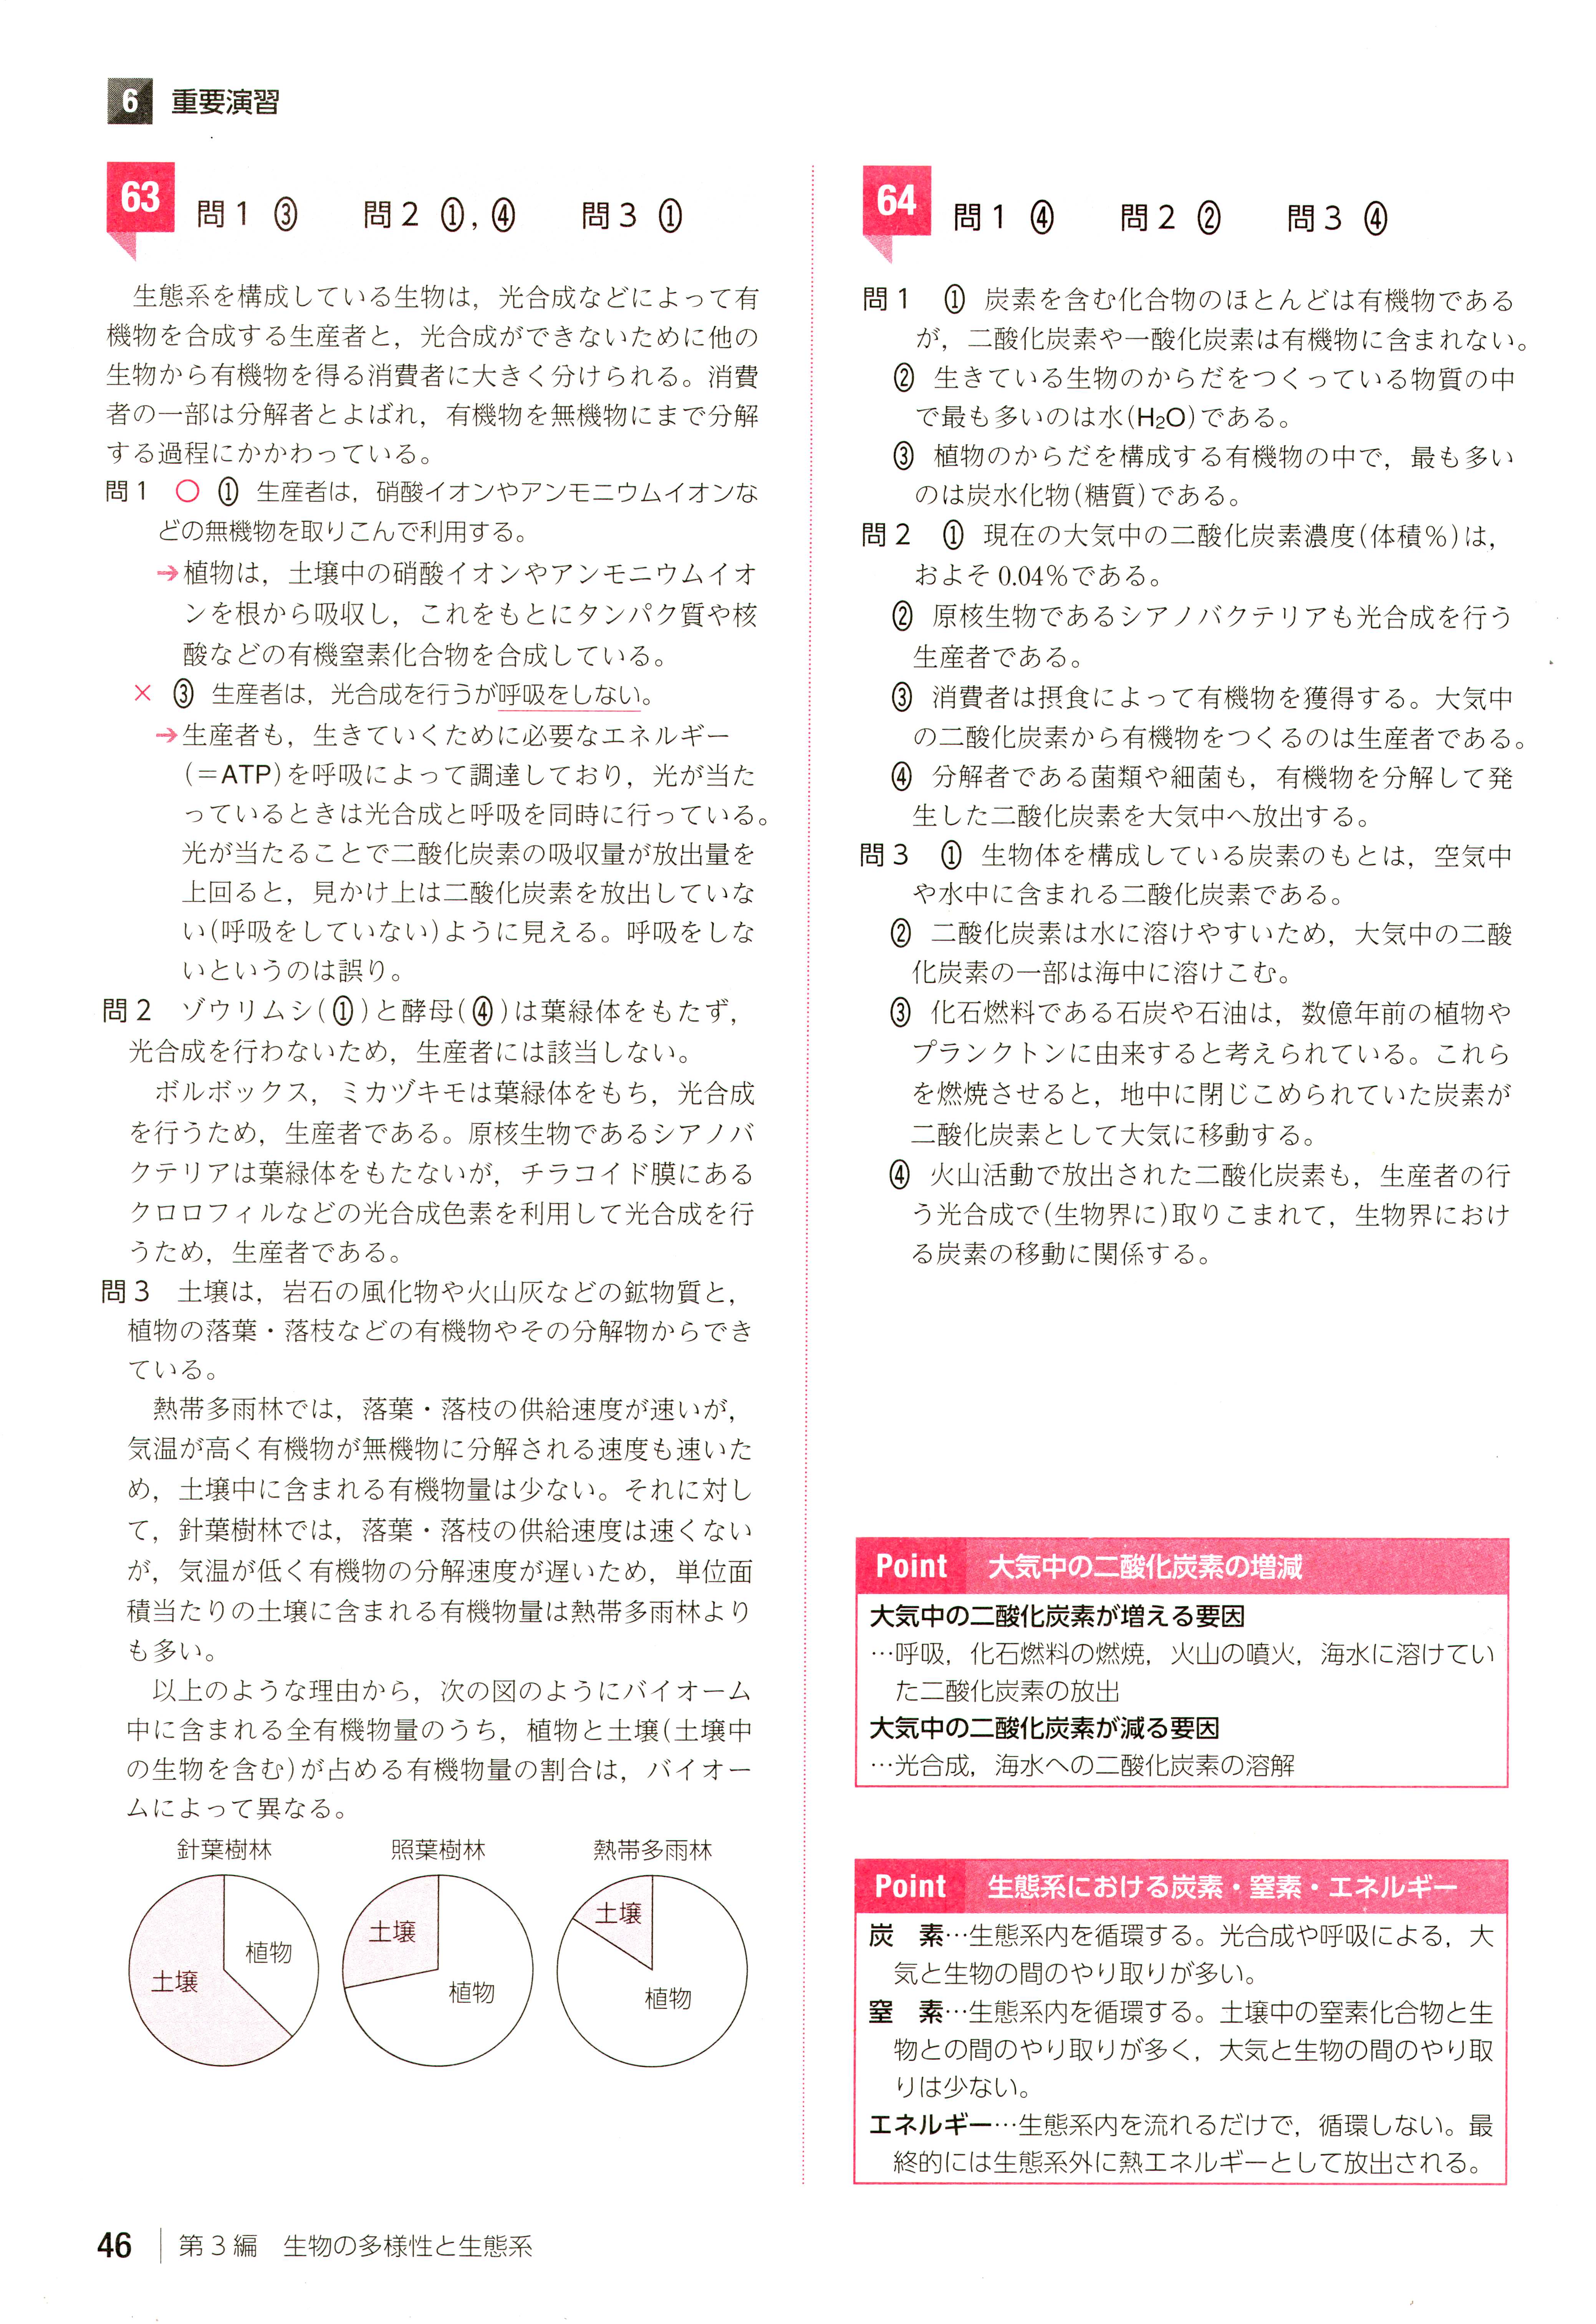 6 重要演習
63 問1 ③ 問2 ①，④ 問3 ①
生態系を構成している生物は，光合成などによって有
機物を合成する生産者と，光合成ができないために他の
生物から有機物を得る消費者に大きく分けられる。消費
者の一部は分解者とよばれ，有機物を無機物にまで分解
する過程にかかわっている。
問1 ○ ① 生産者は，硝酸イオンやアンモニウムイオンな
どの無機物を取りこんで利用する。
→植物は，土壌中の硝酸イオンやアンモニウムイオ
ンを根から吸収し，これをもとにタンパク質や核
酸などの有機窒素化合物を合成している。
× ③ 生産者は，光合成を行うが呼吸をしない。
→生産者も，生きていくために必要なエネルギー
(＝ATP)を呼吸によって調達しており，光が当た
っているときは光合成と呼吸を同時に行っている。
光が当たることで二酸化炭素の吸収量が放出量を
上回ると，見かけ上は二酸化炭素を放出していな
い(呼吸をしていない)ように見える。呼吸をしな
いというのは誤り。
問2 ゾウリムシ(①)と酵母(④)は葉緑体をもたず，
光合成を行わないため，生産者には該当しない。
ボルボックス，ミカヅキモは葉緑体をもち，光合成
を行うため，生産者である。原核生物であるシアノバ
クテリアは葉緑体をもたないが，チラコイド膜にある
クロロフィルなどの光合成色素を利用して光合成を行
うため，生産者である。
問3 土壌は，岩石の風化物や火山灰などの鉱物質と，
植物の落葉・落枝などの有機物やその分解物からでき
ている。
熱帯多雨林では，落葉・落枝の供給速度が速いが，
気温が高く有機物が無機物に分解される速度も速いた
め，土壌中に含まれる有機物量は少ない。それに対し
て，針葉樹林では，落葉・落枝の供給速度は速くない
が，気温が低く有機物の分解速度が遅いため，単位面
積当たりの土壌に含まれる有機物量は熱帯多雨林より
も多い。
以上のような理由から，次の図のようにバイオーム
中に含まれる全有機物量のうち，植物と土壌(土壌中
の生物を含む)が占める有機物量の割合は，バイオー
ムによって異なる。
針葉樹林 照葉樹林 熱帯多雨林
土壌 植物
土壌 植物
土壌 植物
64 問1 ④ 問2 ② 問3 ④
問1 ① 炭素を含む化合物のほとんどは有機物である
が，二酸化炭素や一酸化炭素は有機物に含まれない。
② 生きている生物のからだをつくっている物質の中
で最も多いのは水(H₂O)である。
③ 植物のからだを構成する有機物の中で，最も多い
のは炭水化物(糖質)である。
問2 ① 現在の大気中の二酸化炭素濃度(体積％)は，
およそ0.04％である。
② 原核生物であるシアノバクテリアも光合成を行う
生産者である。
③ 消費者は摂食によって有機物を獲得する。大気中
の二酸化炭素から有機物をつくるのは生産者である。
④ 分解者である菌類や細菌も，有機物を分解して発
生した二酸化炭素を大気中へ放出する。
問3 ① 生物体を構成している炭素のもとは，空気中
や水中に含まれる二酸化炭素である。
② 二酸化炭素は水に溶けやすいため，大気中の二酸
化炭素の一部は海中に溶けこむ。
③ 化石燃料である石炭や石油は，数億年前の植物や
プランクトンに由来すると考えられている。これら
を燃焼させると，地中に閉じこめられていた炭素が
二酸化炭素として大気に移動する。
④ 火山活動で放出された二酸化炭素も，生産者の行
う光合成で(生物界に)取りこまれて，生物界におけ
る炭素の移動に関係する。
Point 大気中の二酸化炭素の増減
大気中の二酸化炭素が増える要因
…呼吸，化石燃料の燃焼，火山の噴火，海水に溶けてい
た二酸化炭素の放出
大気中の二酸化炭素が減る要因
…光合成，海水への二酸化炭素の溶解
Point 生態系における炭素・窒素・エネルギー
炭　素…生態系内を循環する。光合成や呼吸による，大
気と生物の間のやり取りが多い。
窒　素…生態系内を循環する。土壌中の窒素化合物と生
物との間のやり取りが多く，大気と生物の間のやり取
りは少ない。
エネルギー…生態系内を流れるだけで，循環しない。最
終的には生態系外に熱エネルギーとして放出される。
46 第3編 生物の多様性と生態系